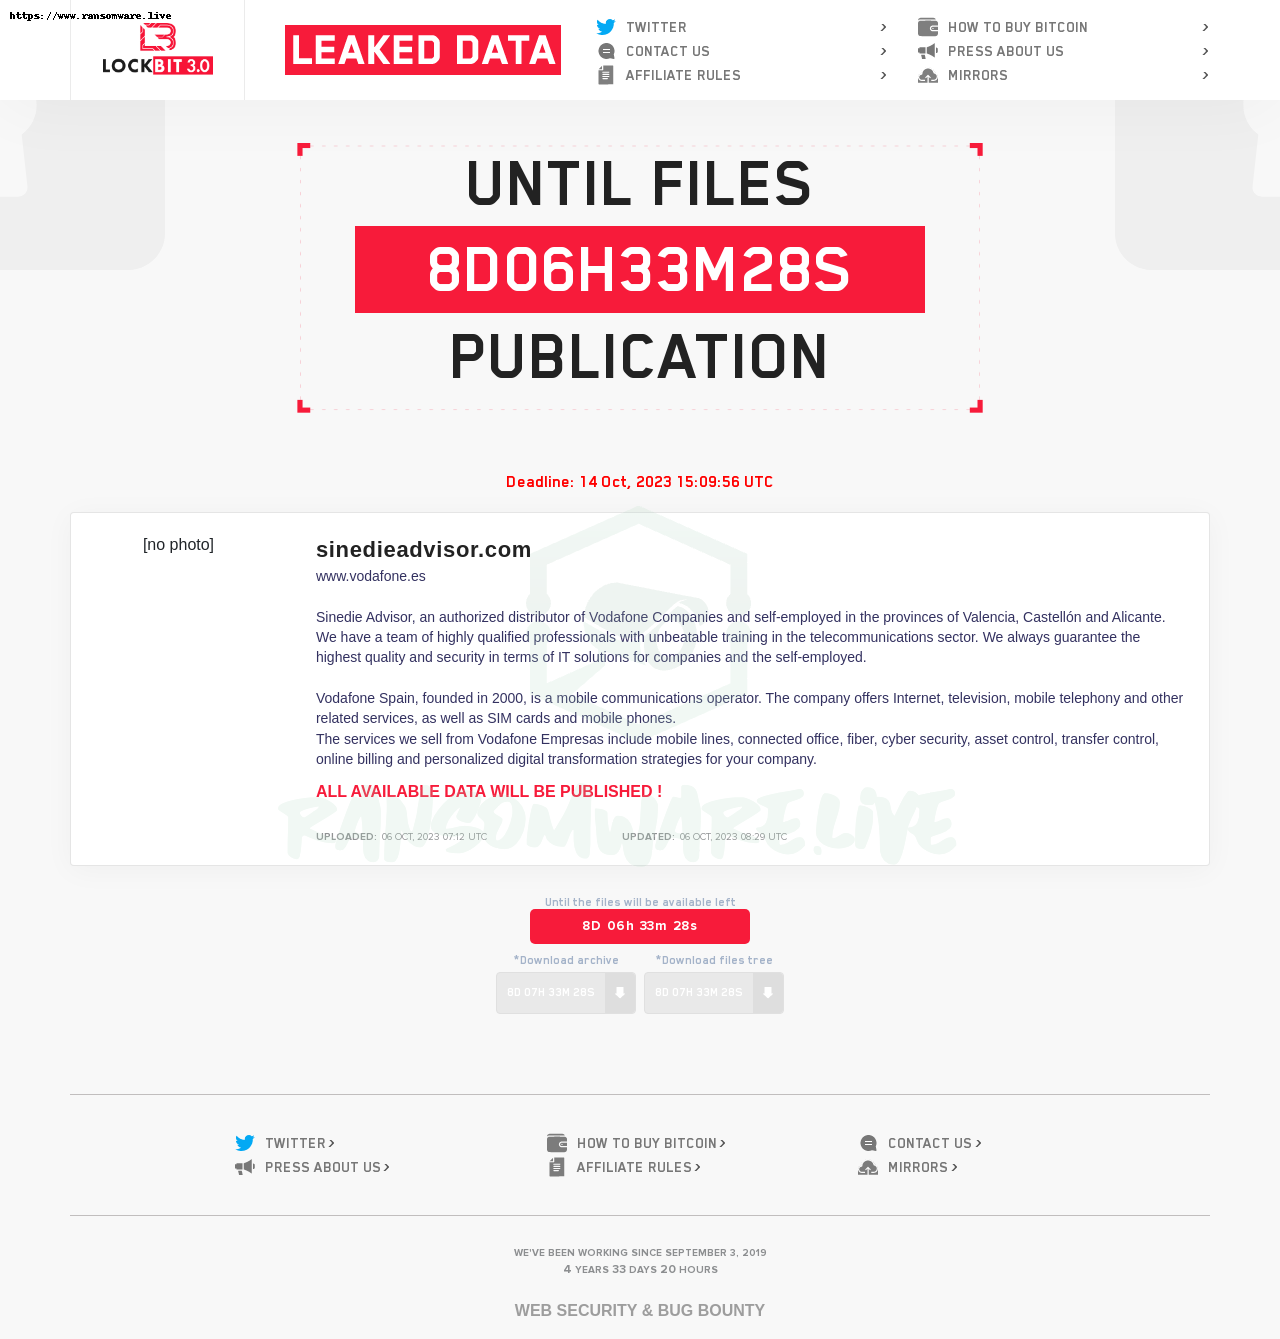 https://www.ransomware.live
LOCKBIT 3.0
LEAKED DATA
TWITTER >
CONTACT US >
AFFILIATE RULES >
HOW TO BUY BITCOIN >
PRESS ABOUT US >
MIRRORS >
UNTIL FILES
8D06H33M28S
PUBLICATION
Deadline: 14 Oct, 2023 15:09:56 UTC
[no photo]
sinedieadvisor.com
www.vodafone.es
Sinedie Advisor, an authorized distributor of Vodafone Companies and self-employed in the provinces of Valencia, Castellón and Alicante.
We have a team of highly qualified professionals with unbeatable training in the telecommunications sector. We always guarantee the
highest quality and security in terms of IT solutions for companies and the self-employed.
Vodafone Spain, founded in 2000, is a mobile communications operator. The company offers Internet, television, mobile telephony and other
related services, as well as SIM cards and mobile phones.
The services we sell from Vodafone Empresas include mobile lines, connected office, fiber, cyber security, asset control, transfer control,
online billing and personalized digital transformation strategies for your company.
ALL AVAILABLE DATA WILL BE PUBLISHED !
RANSOMWARE.LIVE
UPLOADED: 06 OCT, 2023 07:12 UTC
UPDATED: 06 OCT, 2023 08:29 UTC
Until the files will be available left
8D 06h 33m 28s
*Download archive
*Download files tree
8D 07H 33M 28S
8D 07H 33M 28S
TWITTER >
HOW TO BUY BITCOIN >
CONTACT US >
PRESS ABOUT US >
AFFILIATE RULES >
MIRRORS >
WE'VE BEEN WORKING SINCE SEPTEMBER 3, 2019
4 YEARS 33 DAYS 20 HOURS
WEB SECURITY & BUG BOUNTY